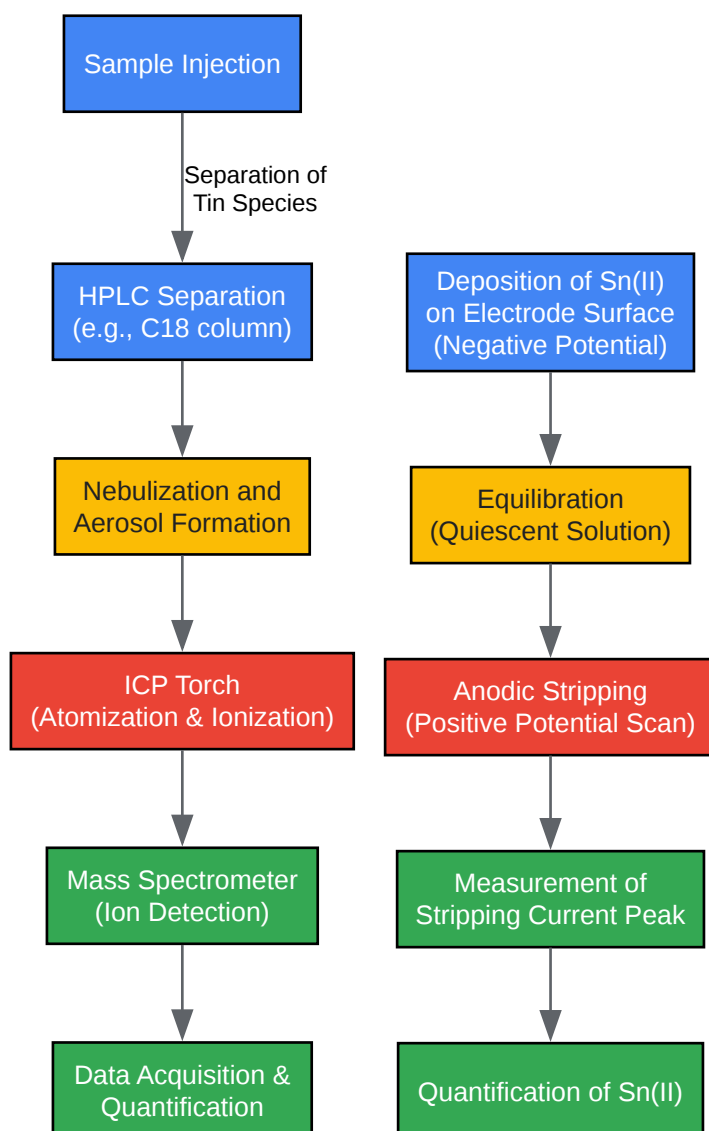 Sample Injection
Separation of
Tin Species
HPLC Separation
(e.g., C18 column)
Nebulization and
Aerosol Formation
ICP Torch
(Atomization & Ionization)
Mass Spectrometer
(Ion Detection)
Data Acquisition &
Quantification
Deposition of Sn(II)
on Electrode Surface
(Negative Potential)
Equilibration
(Quiescent Solution)
Anodic Stripping
(Positive Potential Scan)
Measurement of
Stripping Current Peak
Quantification of Sn(II)